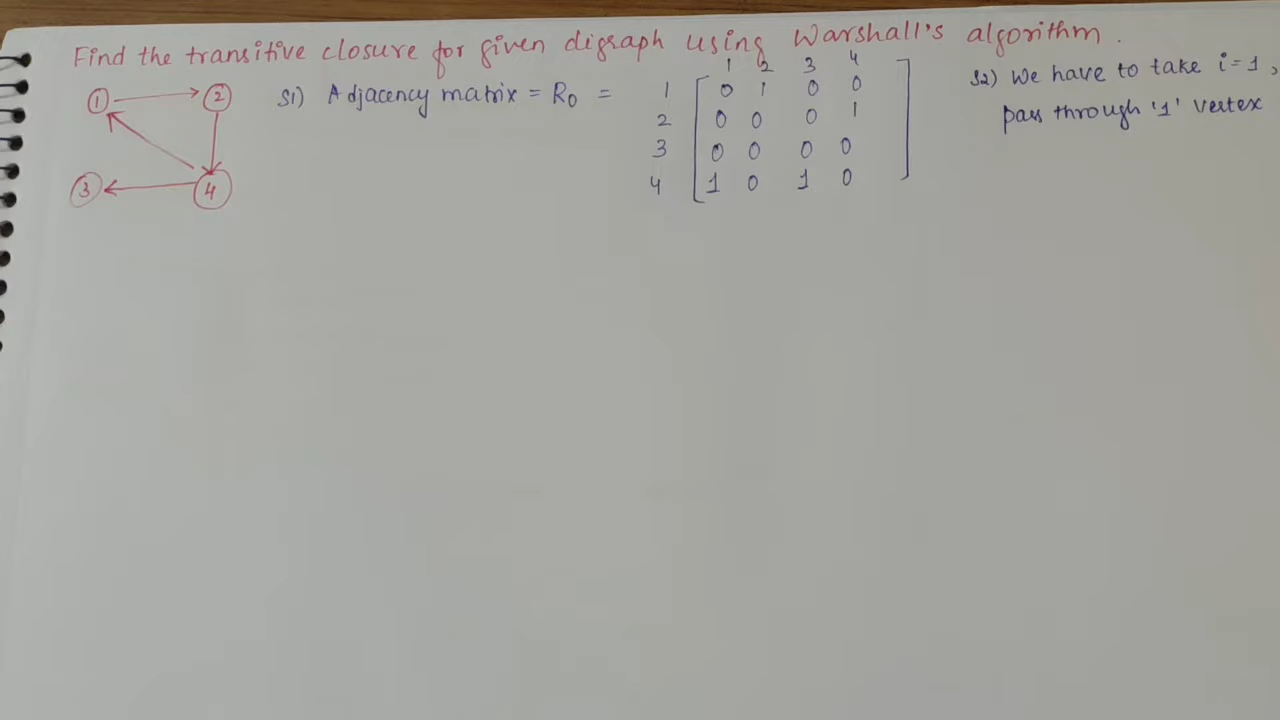 Find the transitive closure for given digraph using Warshall's algorithm.
1 2
3 4
S1) Adjacency matrix = R0 =
1 2 3 4
1 0 1 0 0
2 0 0 0 1
3 0 0 0 0
4 1 0 1 0
S2) We have to take i=1,
pass through '1' vertex